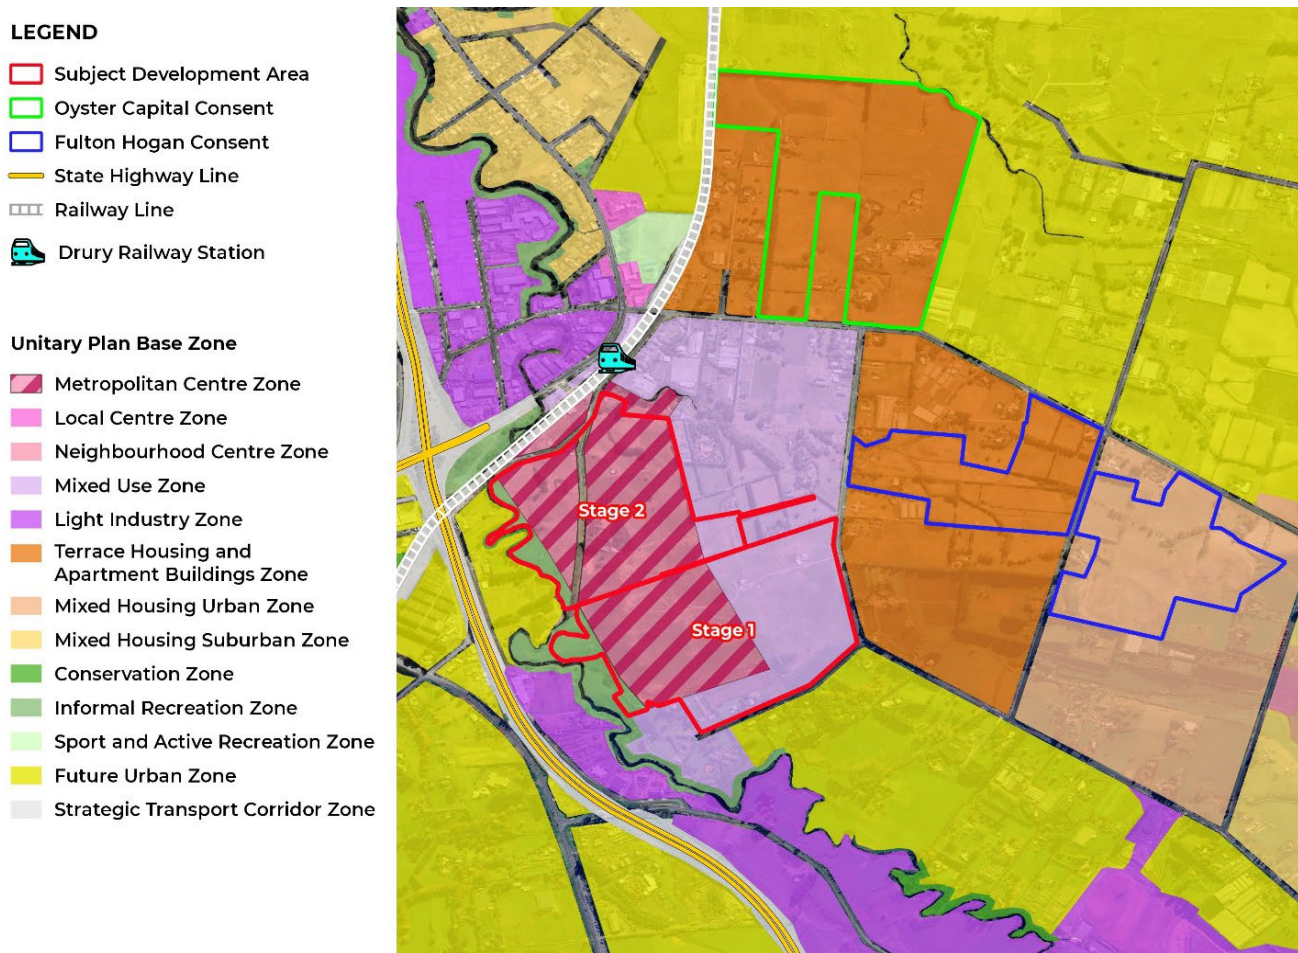 LEGEND
Subject Development Area
Oyster Capital Consent
Fulton Hogan Consent
State Highway Line
Railway Line
Drury Railway Station
Unitary Plan Base Zone
Metropolitan Centre Zone
Local Centre Zone
Neighbourhood Centre Zone
Mixed Use Zone
Light Industry Zone
Terrace Housing and
Apartment Buildings Zone
Mixed Housing Urban Zone
Mixed Housing Suburban Zone
Conservation Zone
Informal Recreation Zone
Sport and Active Recreation Zone
Future Urban Zone
Strategic Transport Corridor Zone
Stage 2
Stage 1